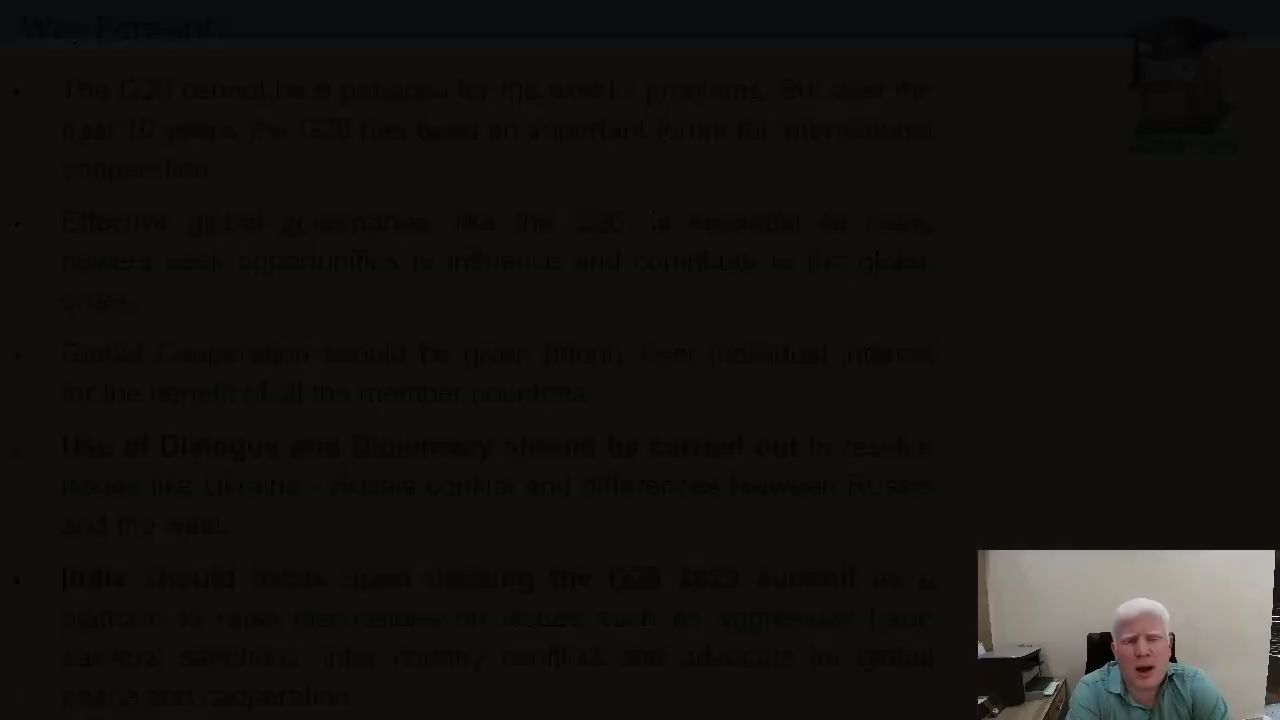 Way Forward:
The G20 cannot be a panacea for the world's problems. But over the
past 10 years, the G20 has been an important forum for international
cooperation.
Effective global governance, like the G20, is essential as many
powers seek opportunities to influence and contribute to the global
order.
Global Cooperation should be given priority over individual interest
for the benefit of all the member countries.
Use of Dialogue and Diplomacy should be carried out to resolve
issues like Ukraine - Russia conflict and differences between Russia
and the west.
India should focus upon utilising the G20 2023 summit as a
platform to raise discussions on issues such as aggression,
sanctions, inter country conflicts and advocate for global
peace and cooperation.